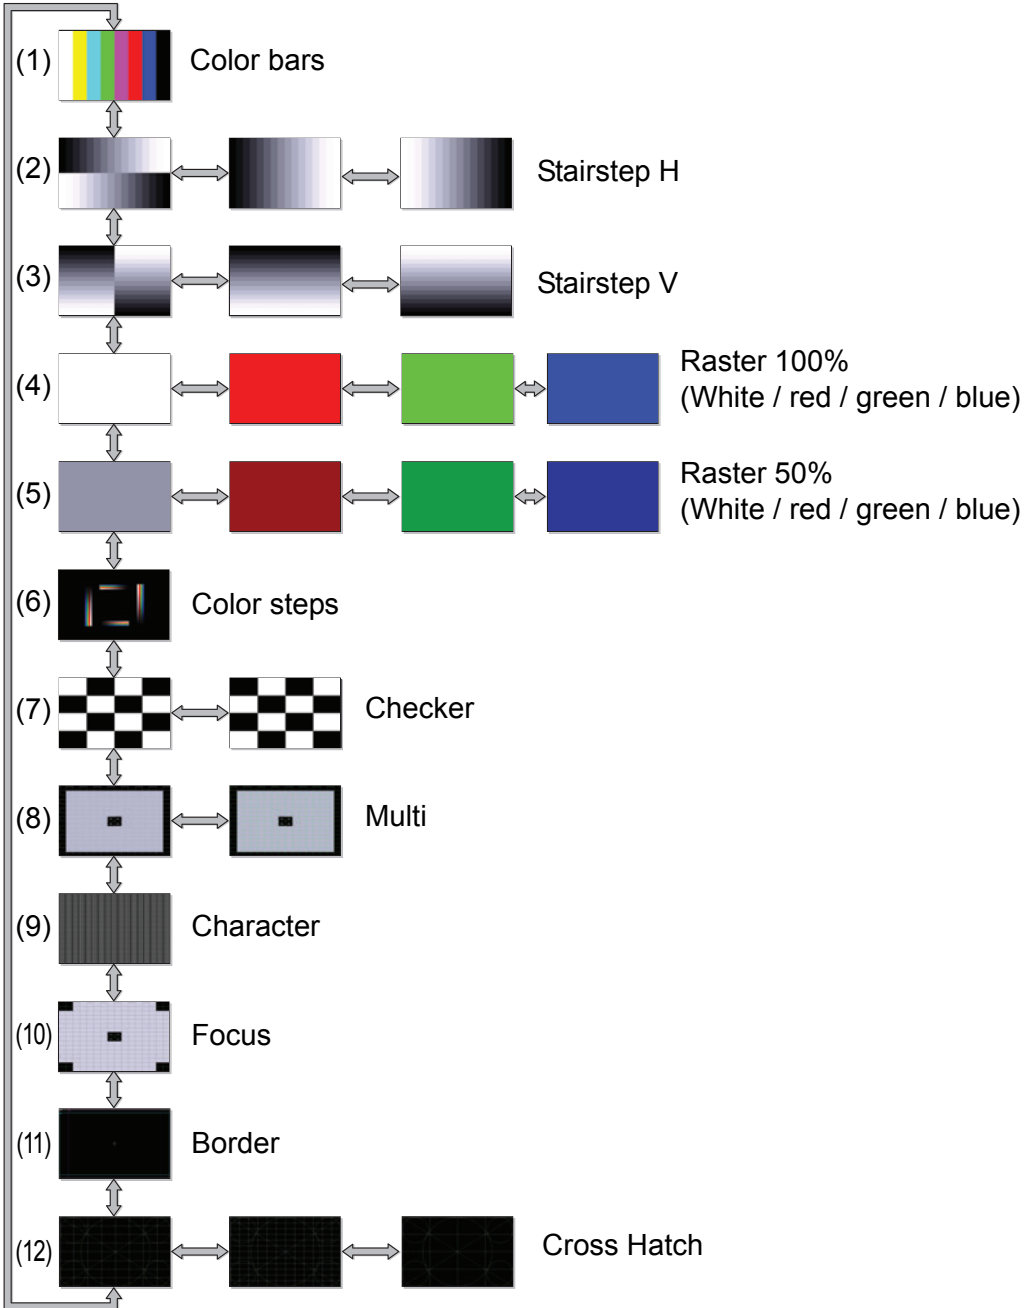 (1) Color bars
(2) Stairstep H
(3) Stairstep V
(4) Raster 100%
(White / red / green / blue)
(5) Raster 50%
(White / red / green / blue)
(6) Color steps
(7) Checker
(8) Multi
(9) Character
(10) Focus
(11) Border
(12) Cross Hatch